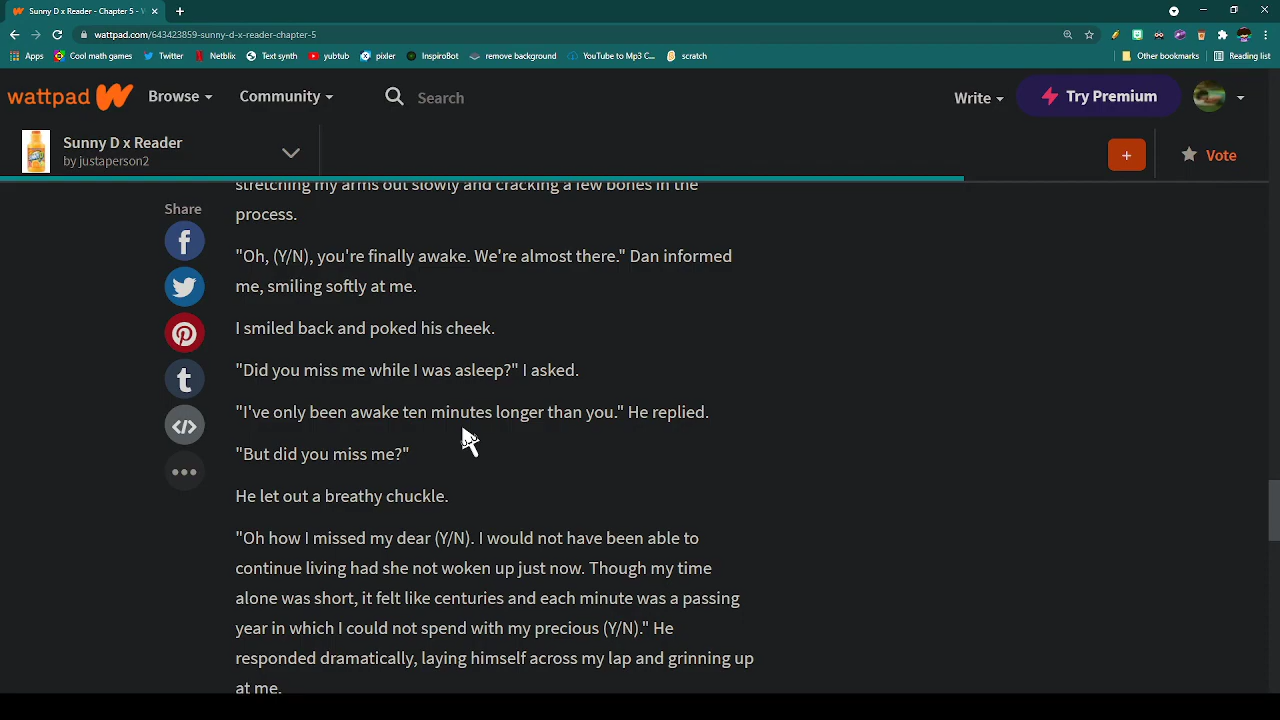 Sunny D x Reader - Chapter 5 - W
wattpad.com/643423859-sunny-d-x-reader-chapter-5
Apps Cool math games Twitter Netblix Text synth yubtub pixler InspiroBot remove background YouTube to Mp3 C... scratch Other bookmarks Reading list
wattpad Browse Community Search Write Try Premium
Sunny D x Reader
by justaperson2
+ Vote
stretching my arms out slowly and cracking a few bones in the
Share
process.
"Oh, (Y/N), you're finally awake. We're almost there." Dan informed
me, smiling softly at me.
I smiled back and poked his cheek.
"Did you miss me while I was asleep?" I asked.
"I've only been awake ten minutes longer than you." He replied.
"But did you miss me?"
He let out a breathy chuckle.
"Oh how I missed my dear (Y/N). I would not have been able to
continue living had she not woken up just now. Though my time
alone was short, it felt like centuries and each minute was a passing
year in which I could not spend with my precious (Y/N)." He
responded dramatically, laying himself across my lap and grinning up
at me.